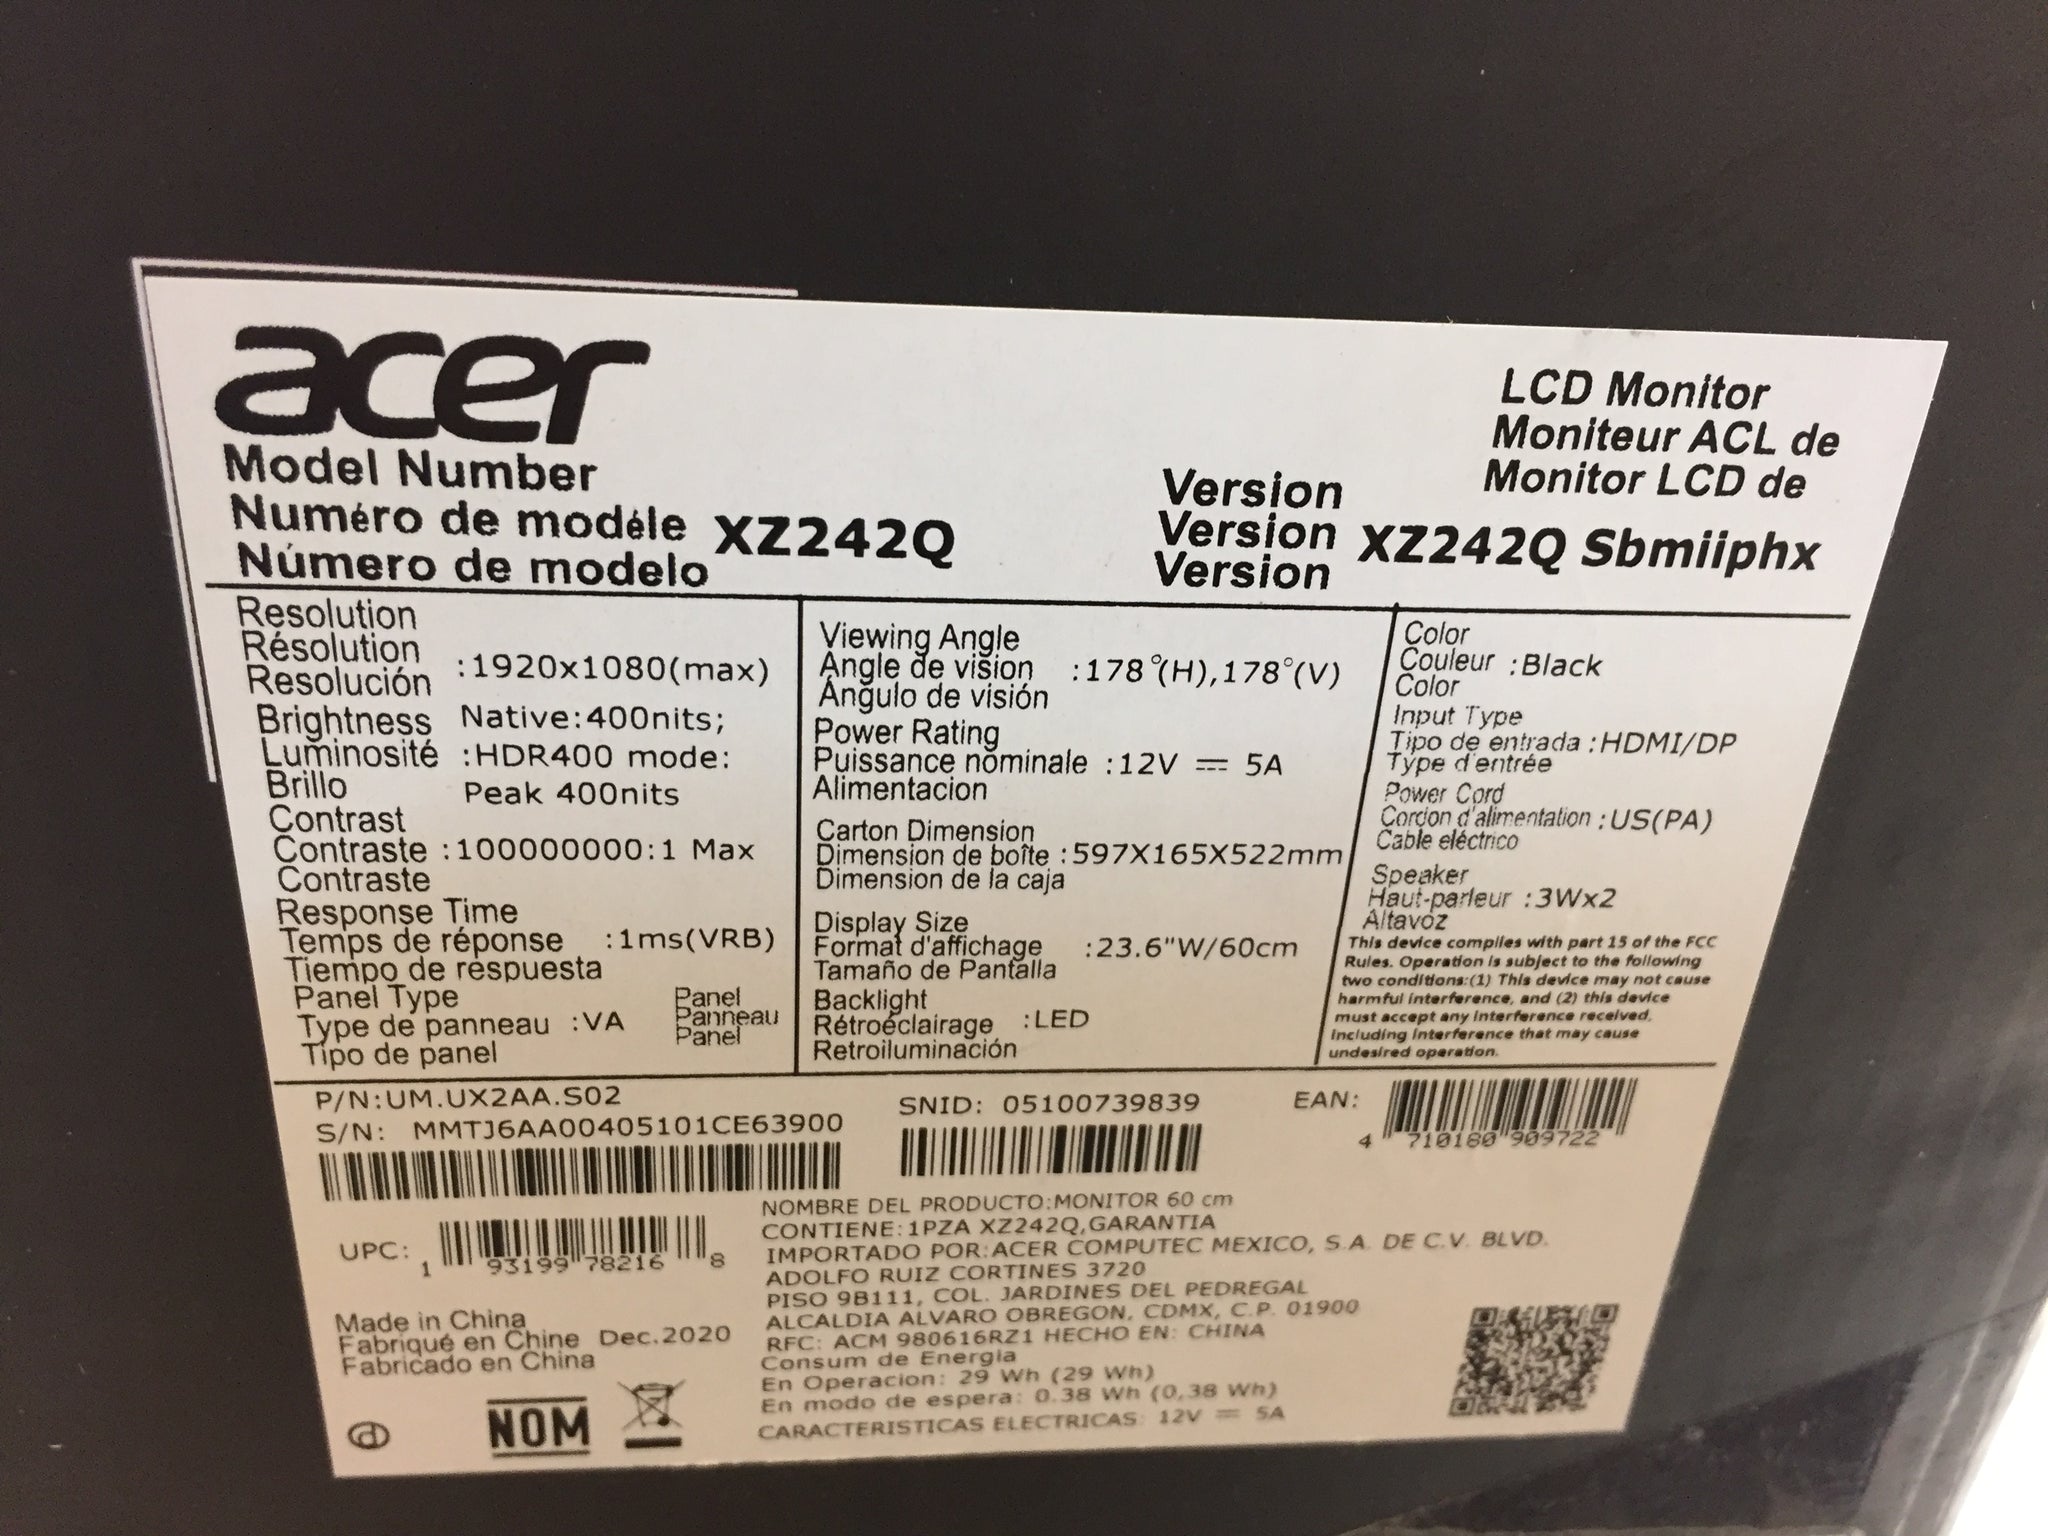 acer
LCD Monitor
Moniteur ACL de
Monitor LCD de
Model Number
Numéro de modéle XZ242Q
Número de modelo
Version
Version XZ242Q Sbmiiphx
Version
Resolution
Résolution :1920x1080(max)
Resolución
Brightness Native:400nits;
Luminosité :HDR400 mode:
Brillo Peak 400nits
Contrast
Contraste :100000000:1 Max
Contraste
Response Time
Temps de réponse :1ms(VRB)
Tiempo de respuesta
Panel Type Panel
Type de panneau :VA Panneau
Tipo de panel Panel
Viewing Angle
Angle de vision :178°(H),178°(V)
Ángulo de visión
Power Rating
Puissance nominale :12V ⎓ 5A
Alimentacion
Carton Dimension
Dimension de boîte :597X165X522mm
Dimension de la caja
Display Size
Format d'affichage :23.6"W/60cm
Tamaño de Pantalla
Backlight
Rétroéclairage :LED
Retroiluminación
Color
Couleur :Black
Color
Input Type
Tipo de entrada :HDMI/DP
Type d'entrée
Power Cord
Cordon d'alimentation :US(PA)
Cable eléctrico
Speaker
Haut-parleur :3Wx2
Altavoz
This device complies with part 15 of the FCC
Rules. Operation is subject to the following
two conditions:(1) This device may not cause
harmful interference, and (2) this device
must accept any interference received,
including interference that may cause
undesired operation.
P/N:UM.UX2AA.S02
S/N: MMTJ6AA00405101CE63900
SNID: 05100739839
EAN:
4 710180 909722
UPC:
1 93199 78216 8
NOMBRE DEL PRODUCTO:MONITOR 60 cm
CONTIENE:1PZA XZ242Q,GARANTIA
IMPORTADO POR:ACER COMPUTEC MEXICO, S.A. DE C.V. BLVD.
ADOLFO RUIZ CORTINES 3720
PISO 9B111, COL. JARDINES DEL PEDREGAL
ALCALDIA ALVARO OBREGON, CDMX, C.P. 01900
RFC: ACM 980616RZ1 HECHO EN: CHINA
Consum de Energia
En Operacion: 29 Wh (29 Wh)
En modo de espera: 0.38 Wh (0,38 Wh)
CARACTERISTICAS ELECTRICAS: 12V ⎓ 5A
Made in China
Fabriqué en Chine Dec.2020
Fabricado en China
NOM